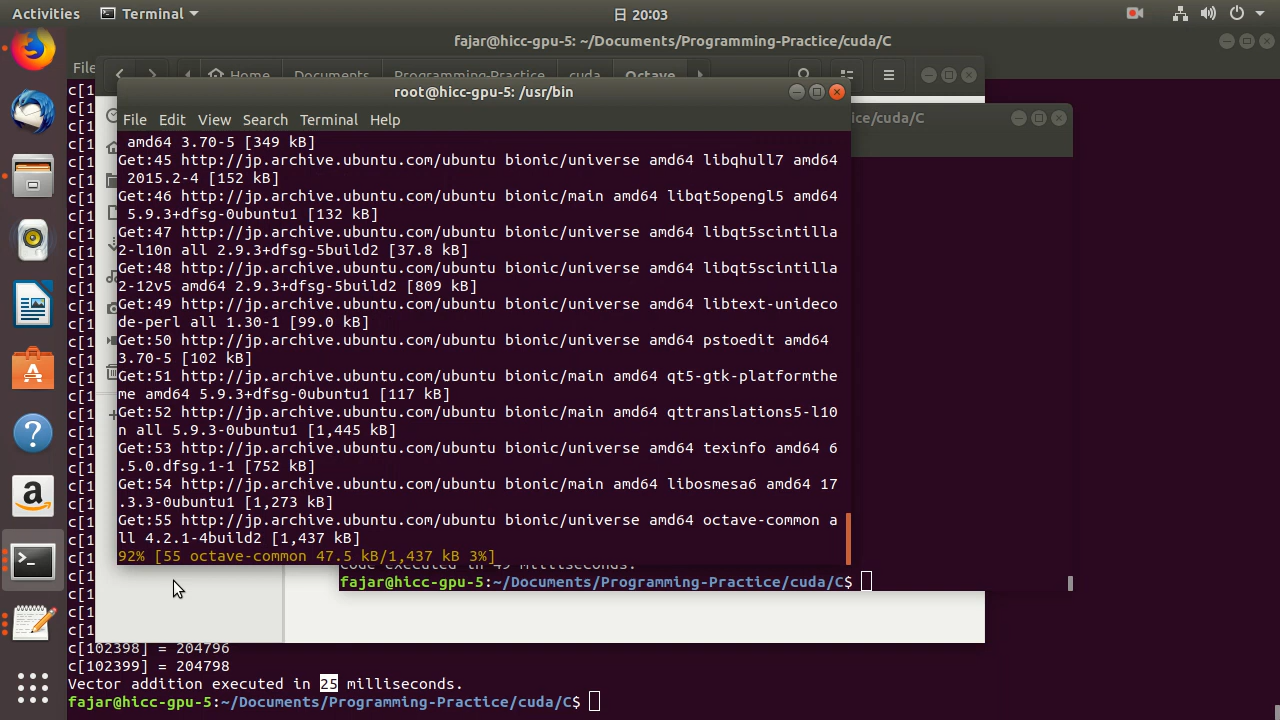 Activities
Terminal
日 20:03
fajar@hicc-gpu-5: ~/Documents/Programming-Practice/cuda/C
File
Home
Documents
Programming-Practice
cuda
Octave
root@hicc-gpu-5: /usr/bin
ice/cuda/C
File Edit View Search Terminal Help
amd64 3.70-5 [349 kB]
Get:45 http://jp.archive.ubuntu.com/ubuntu bionic/universe amd64 libqhull7 amd64
2015.2-4 [152 kB]
Get:46 http://jp.archive.ubuntu.com/ubuntu bionic/main amd64 libqt5opengl5 amd64
5.9.3+dfsg-0ubuntu1 [132 kB]
Get:47 http://jp.archive.ubuntu.com/ubuntu bionic/universe amd64 libqt5scintilla
2-l10n all 2.9.3+dfsg-5build2 [37.8 kB]
Get:48 http://jp.archive.ubuntu.com/ubuntu bionic/universe amd64 libqt5scintilla
2-12v5 amd64 2.9.3+dfsg-5build2 [809 kB]
Get:49 http://jp.archive.ubuntu.com/ubuntu bionic/universe amd64 libtext-unideco
de-perl all 1.30-1 [99.0 kB]
Get:50 http://jp.archive.ubuntu.com/ubuntu bionic/universe amd64 pstoedit amd64
3.70-5 [102 kB]
Get:51 http://jp.archive.ubuntu.com/ubuntu bionic/main amd64 qt5-gtk-platformthe
me amd64 5.9.3+dfsg-0ubuntu1 [117 kB]
Get:52 http://jp.archive.ubuntu.com/ubuntu bionic/main amd64 qttranslations5-l10
n all 5.9.3-0ubuntu1 [1,445 kB]
Get:53 http://jp.archive.ubuntu.com/ubuntu bionic/universe amd64 texinfo amd64 6
.5.0.dfsg.1-1 [752 kB]
Get:54 http://jp.archive.ubuntu.com/ubuntu bionic/main amd64 libosmesa6 amd64 17
.3.3-0ubuntu1 [1,273 kB]
Get:55 http://jp.archive.ubuntu.com/ubuntu bionic/universe amd64 octave-common a
ll 4.2.1-4build2 [1,437 kB]
92% [55 octave-common 47.5 kB/1,437 kB 3%]
Code executed in 49 milliseconds.
fajar@hicc-gpu-5:~/Documents/Programming-Practice/cuda/C$
c[102398] = 204796
c[102399] = 204798
Vector addition executed in 25 milliseconds.
fajar@hicc-gpu-5:~/Documents/Programming-Practice/cuda/C$